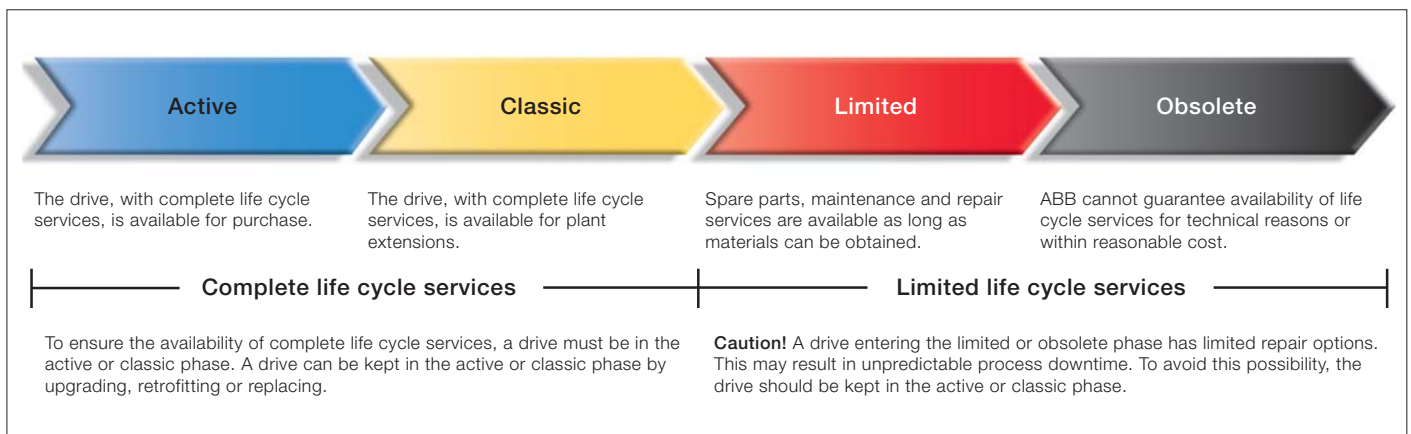 Active
Classic
Limited
Obsolete
The drive, with complete life cycle
services, is available for purchase.
The drive, with complete life cycle
services, is available for plant
extensions.
Spare parts, maintenance and repair
services are available as long as
materials can be obtained.
ABB cannot guarantee availability of life
cycle services for technical reasons or
within reasonable cost.
Complete life cycle services
Limited life cycle services
To ensure the availability of complete life cycle services, a drive must be in the
active or classic phase. A drive can be kept in the active or classic phase by
upgrading, retrofitting or replacing.
Caution! A drive entering the limited or obsolete phase has limited repair options.
This may result in unpredictable process downtime. To avoid this possibility, the
drive should be kept in the active or classic phase.